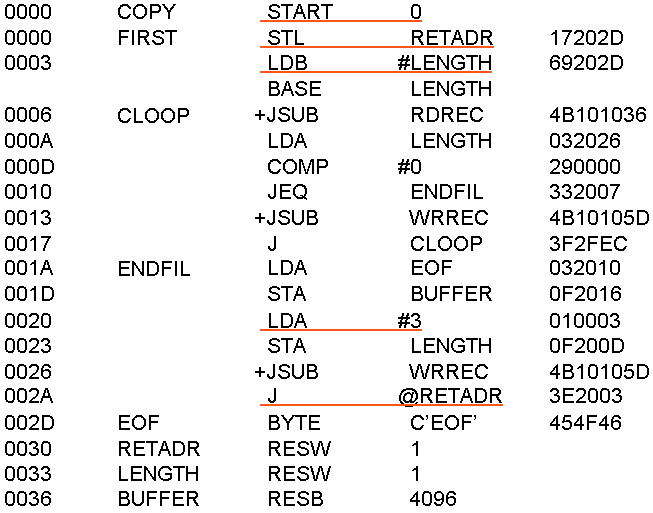 0000 COPY START 0
0000 FIRST STL RETADR 17202D
0003 LDB #LENGTH 69202D
BASE LENGTH
0006 CLOOP +JSUB RDREC 4B101036
000A LDA LENGTH 032026
000D COMP #0 290000
0010 JEQ ENDFIL 332007
0013 +JSUB WRREC 4B10105D
0017 J CLOOP 3F2FEC
001A ENDFIL LDA EOF 032010
001D STA BUFFER 0F2016
0020 LDA #3 010003
0023 STA LENGTH 0F200D
0026 +JSUB WRREC 4B10105D
002A J @RETADR 3E2003
002D EOF BYTE C’EOF’ 454F46
0030 RETADR RESW 1
0033 LENGTH RESW 1
0036 BUFFER RESB 4096